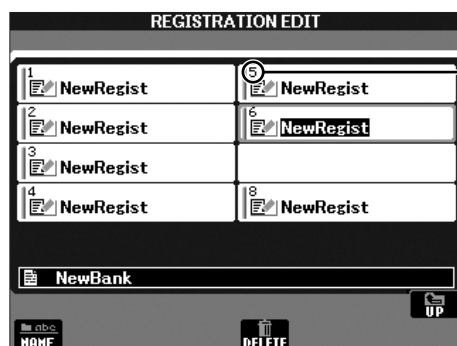 REGISTRATION EDIT
1 NewRegist
2 NewRegist
3 NewRegist
4 NewRegist
5 NewRegist
6 NewRegist
8 NewRegist
NewBank
UP
abc
NAME
DELETE